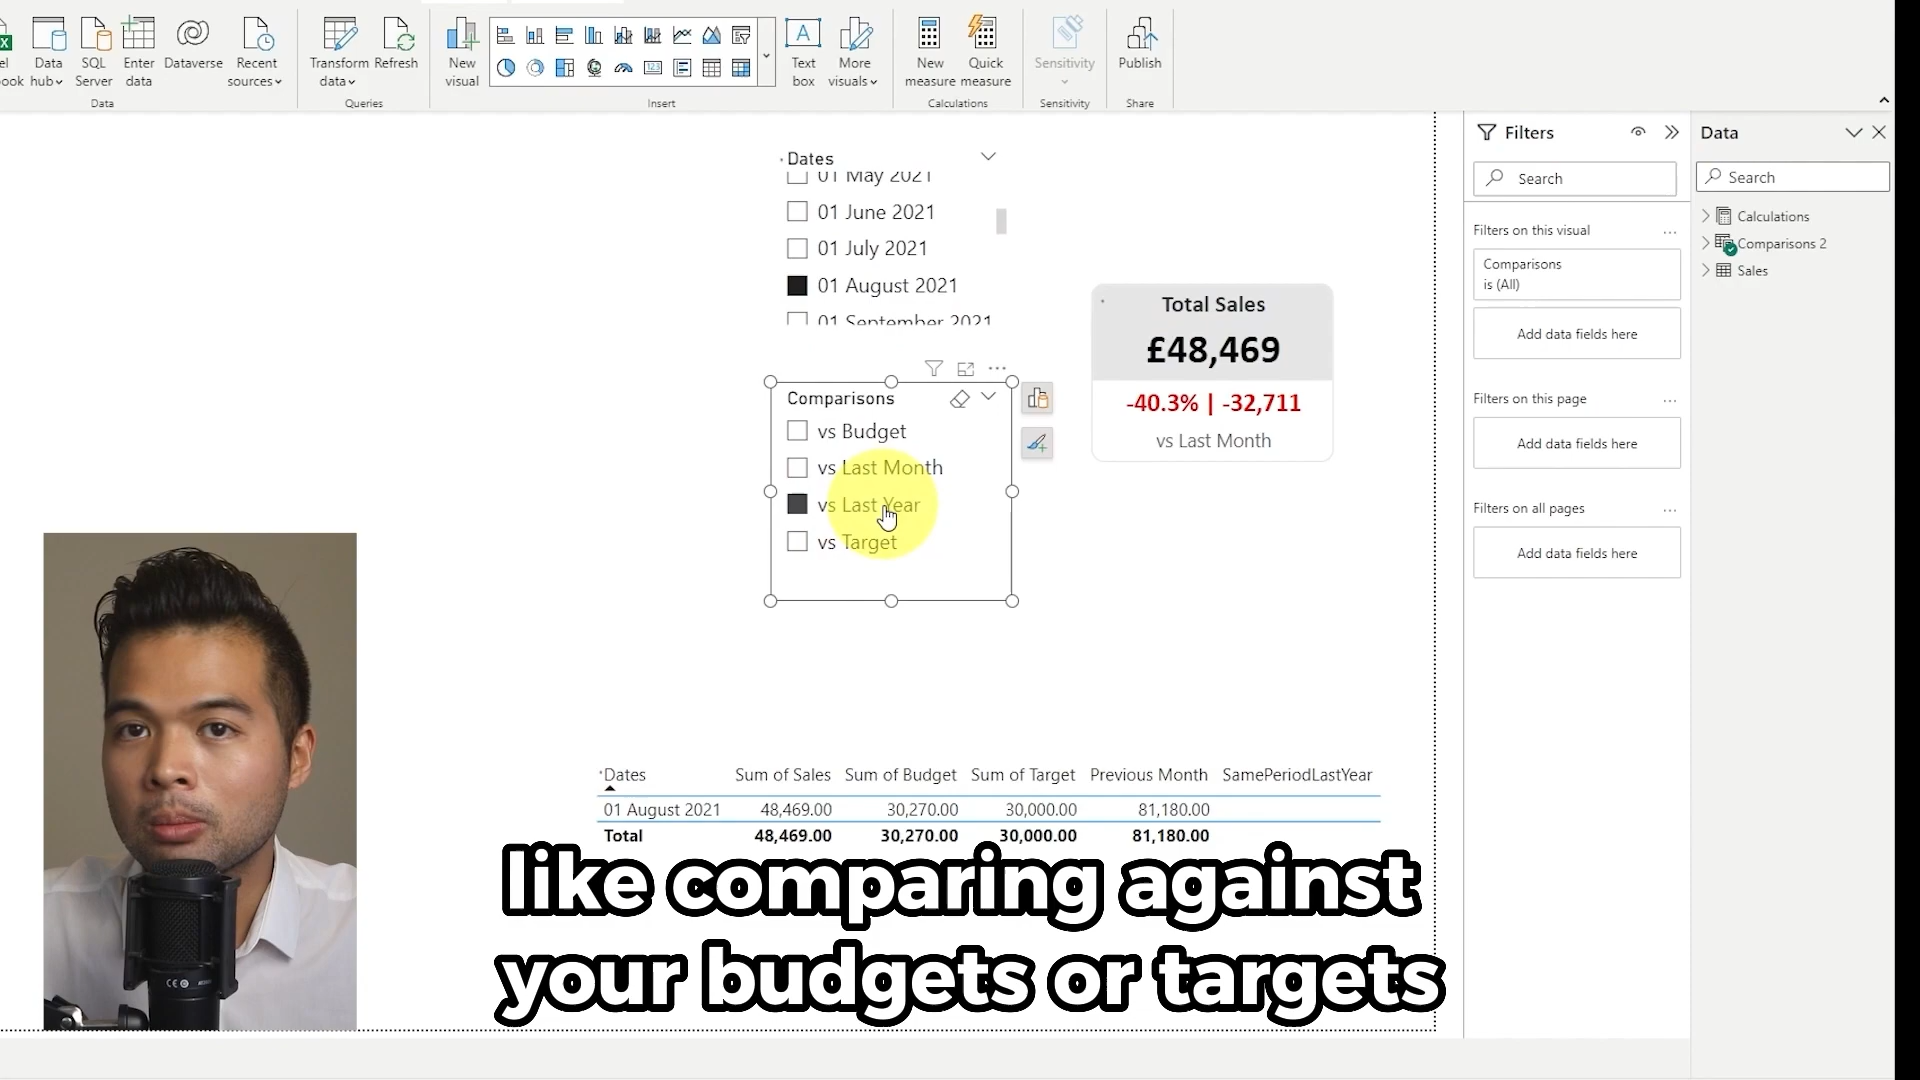 ook
Data hub
SQL Server
Enter data
Dataverse
Recent sources
Data
Transform data
Refresh
Queries
New visual
Text box
More visuals
Insert
New measure
Quick measure
Calculations
Sensitivity
Sensitivity
Publish
Share
Dates
01 May 2021
01 June 2021
01 July 2021
01 August 2021
01 September 2021
Comparisons
vs Budget
vs Last Month
vs Last Year
vs Target
Total Sales
£48,469
-40.3% | -32,711
vs Last Month
Dates Sum of Sales Sum of Budget Sum of Target Previous Month SamePeriodLastYear
01 August 2021 48,469.00 30,270.00 30,000.00 81,180.00
Total 48,469.00 30,270.00 30,000.00 81,180.00
like comparing against
your budgets or targets
Filters
Search
Filters on this visual
Comparisons
is (All)
Add data fields here
Filters on this page
Add data fields here
Filters on all pages
Add data fields here
Data
Search
Calculations
Comparisons 2
Sales